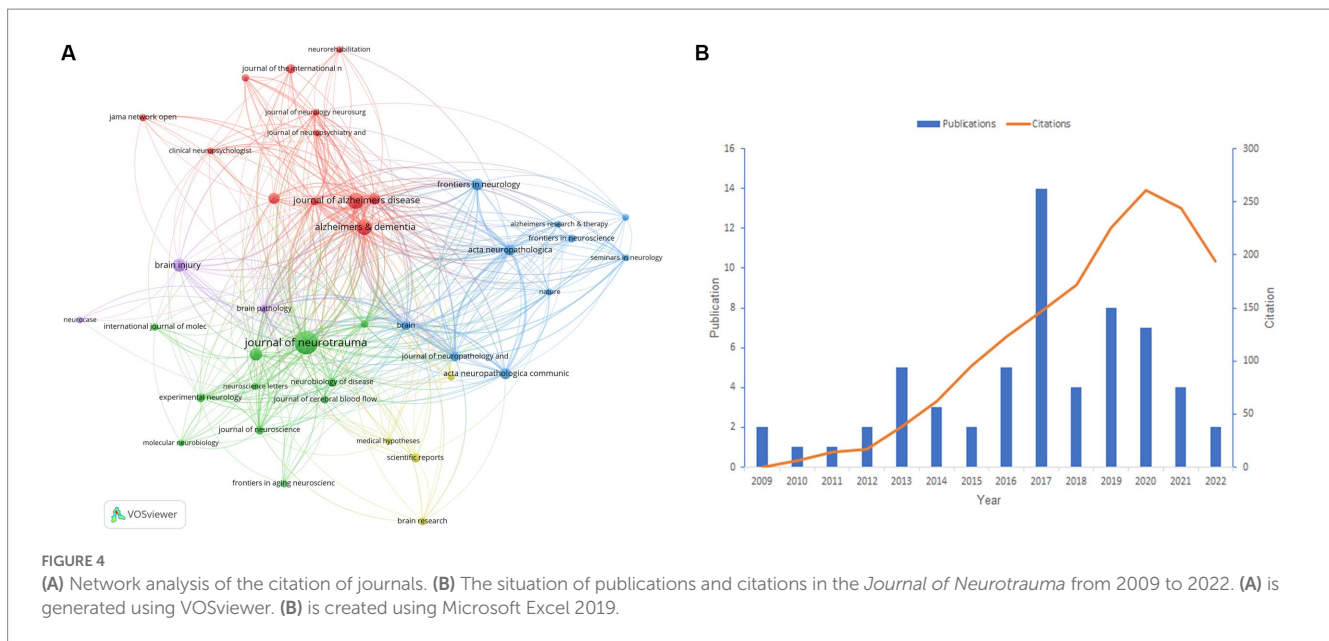 A
neurorehabilitation
journal of the international n
jama network open
journal of neurology neurosurg
journal of neuropsychiatry and
clinical neuropsychologist
frontiers in neurology
journal of alzheimers disease
alzheimers & dementia
alzheimers research & therapy
frontiers in neuroscience
acta neuropathologica
seminars in neurology
brain injury
nature
brain pathology
neurocase
international journal of molec
brain
journal of neurotrauma
journal of neuropathology and
acta neuropathologica communic
neuroscience letters
neurobiology of disease
experimental neurology
journal of cerebral blood flow
journal of neuroscience
molecular neurobiology
medical hypotheses
scientific reports
frontiers in aging neuroscienc
brain research
VOSviewer
B
Publications
Citations
16
14
12
10
8
6
4
2
0
Publication
300
250
200
150
100
50
0
Citation
2009 2010 2011 2012 2013 2014 2015 2016 2017 2018 2019 2020 2021 2022
Year
FIGURE 4
(A) Network analysis of the citation of journals. (B) The situation of publications and citations in the Journal of Neurotrauma from 2009 to 2022. (A) is
generated using VOSviewer. (B) is created using Microsoft Excel 2019.